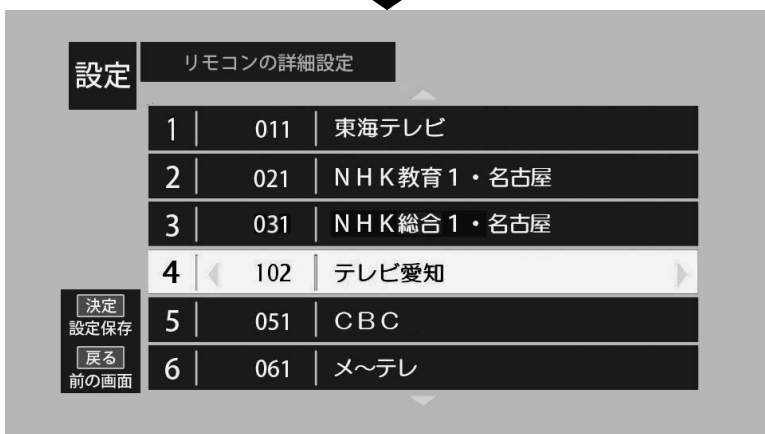 設定
リモコンの詳細設定
1 011 東海テレビ
2 021 NHK教育1・名古屋
3 031 NHK総合1・名古屋
4 102 テレビ愛知
5 051 CBC
6 061 メ〜テレ
決定
設定保存
戻る
前の画面